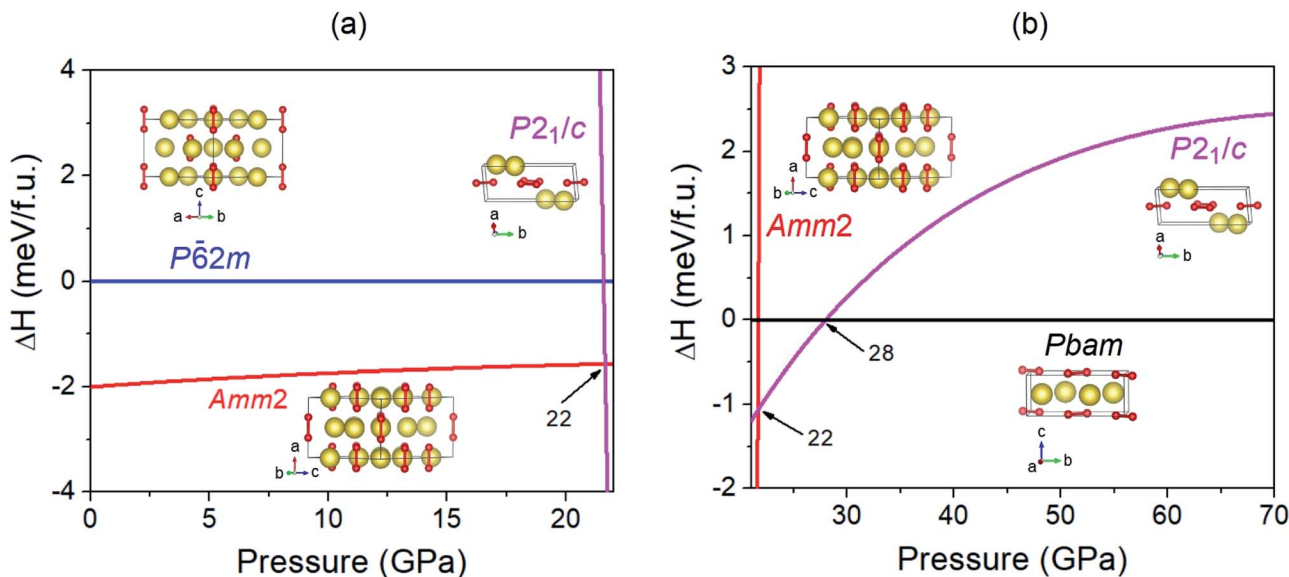 (a)
ΔH (meV/f.u.)
4
2
0
-2
-4
0
5
10
15
20
Pressure (GPa)
P2₁/c
P6̄2m
Amm2
22
c
a
b
a
b
a
b
c
(b)
ΔH (meV/f.u.)
3
2
1
0
-1
-2
30
40
50
60
70
Pressure (GPa)
Amm2
P2₁/c
Pbam
28
22
a
b
c
a
b
c
a
b